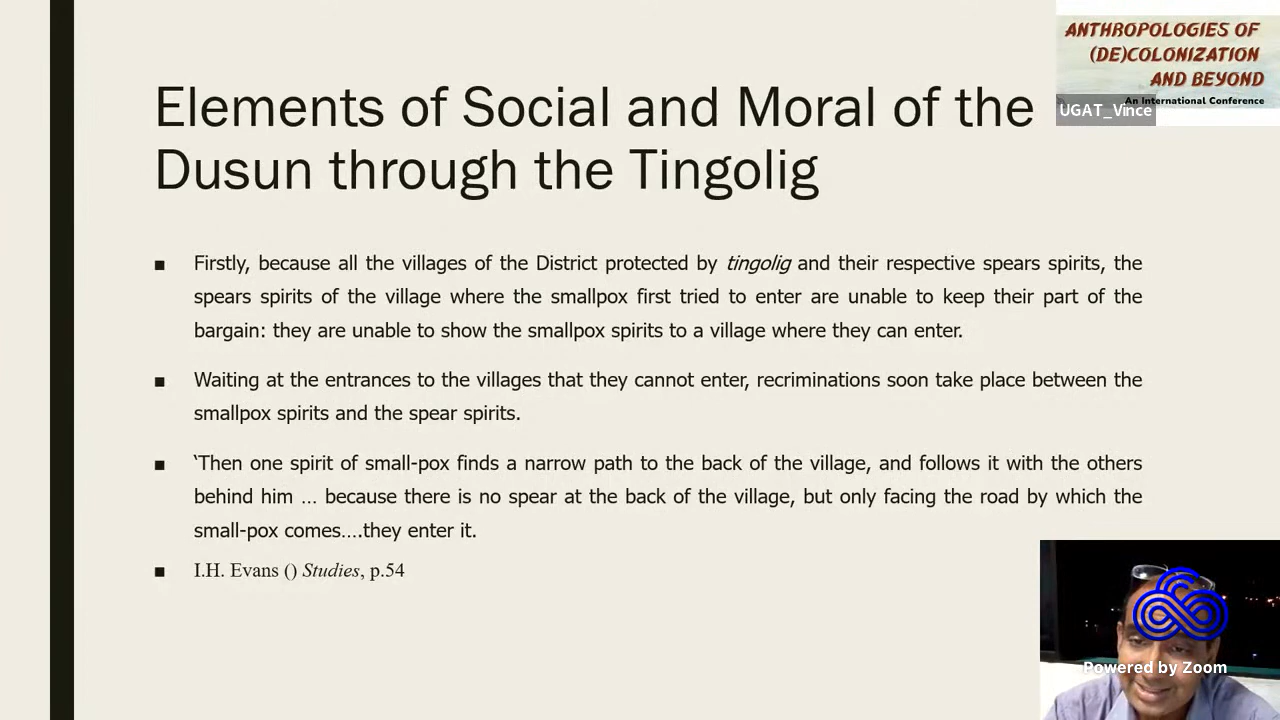 ANTHROPOLOGIES OF
(DE)COLONIZATION
AND BEYOND
An International Conference
UGAT_Vince
Elements of Social and Moral of the
Dusun through the Tingolig
■ Firstly, because all the villages of the District protected by tingolig and their respective spears spirits, the
spears spirits of the village where the smallpox first tried to enter are unable to keep their part of the
bargain: they are unable to show the smallpox spirits to a village where they can enter.
■ Waiting at the entrances to the villages that they cannot enter, recriminations soon take place between the
smallpox spirits and the spear spirits.
■ ‘Then one spirit of small-pox finds a narrow path to the back of the village, and follows it with the others
behind him … because there is no spear at the back of the village, but only facing the road by which the
small-pox comes….they enter it.
■ I.H. Evans () Studies, p.54
Powered by Zoom